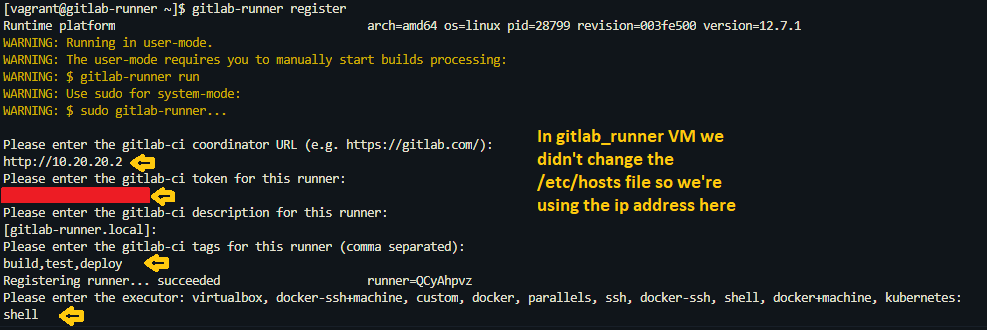 [vagrant@gitlab-runner ~]$ gitlab-runner register
Runtime platform                                    arch=amd64 os=linux pid=28799 revision=003fe500 version=12.7.1
WARNING: Running in user-mode.
WARNING: The user-mode requires you to manually start builds processing:
WARNING: $ gitlab-runner run
WARNING: Use sudo for system-mode:
WARNING: $ sudo gitlab-runner...
Please enter the gitlab-ci coordinator URL (e.g. https://gitlab.com/):
http://10.20.20.2
Please enter the gitlab-ci token for this runner:
Please enter the gitlab-ci description for this runner:
[gitlab-runner.local]:
Please enter the gitlab-ci tags for this runner (comma separated):
build,test,deploy
Registering runner... succeeded                     runner=QCyAhpvz
Please enter the executor: virtualbox, docker-ssh+machine, custom, docker, parallels, ssh, docker-ssh, shell, docker+machine, kubernetes:
shell
In gitlab_runner VM we
didn't change the
/etc/hosts file so we're
using the ip address here